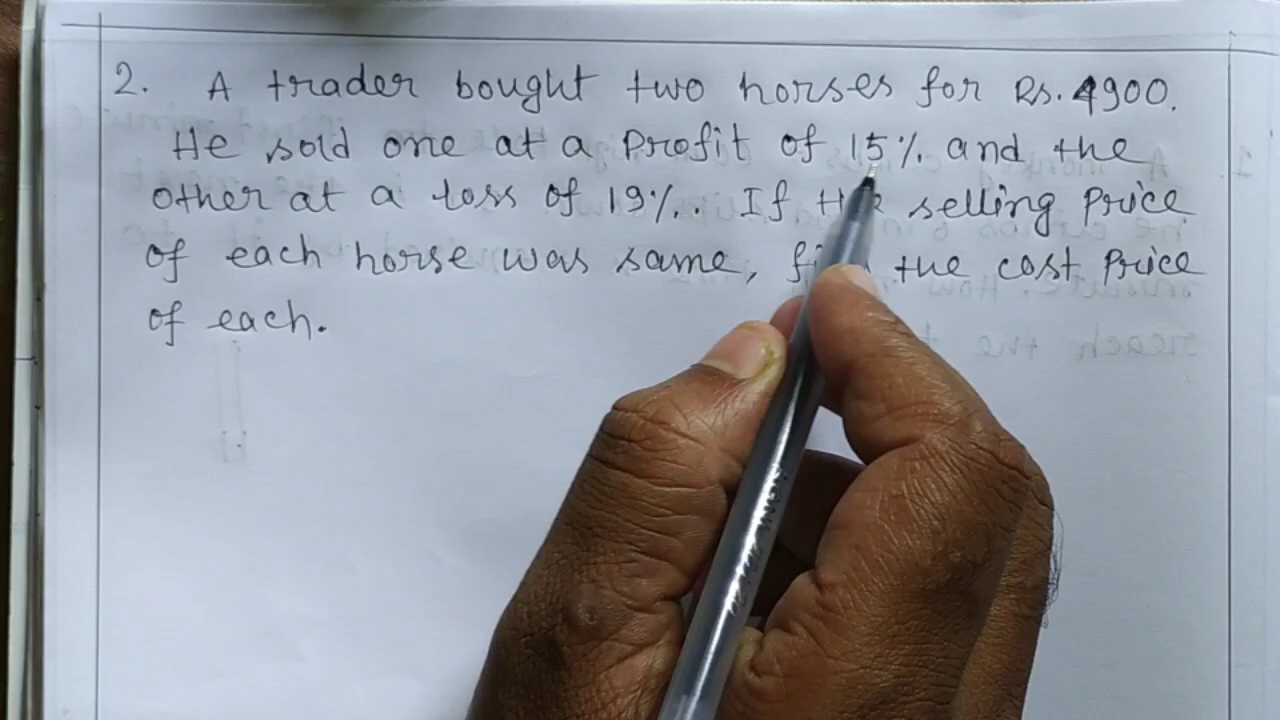 2. A trader bought two horses for Rs. 4900.
He sold one at a Profit of 15% and the
other at a loss of 19%. If selling Price
of each horse was same, the cost Price
of each.